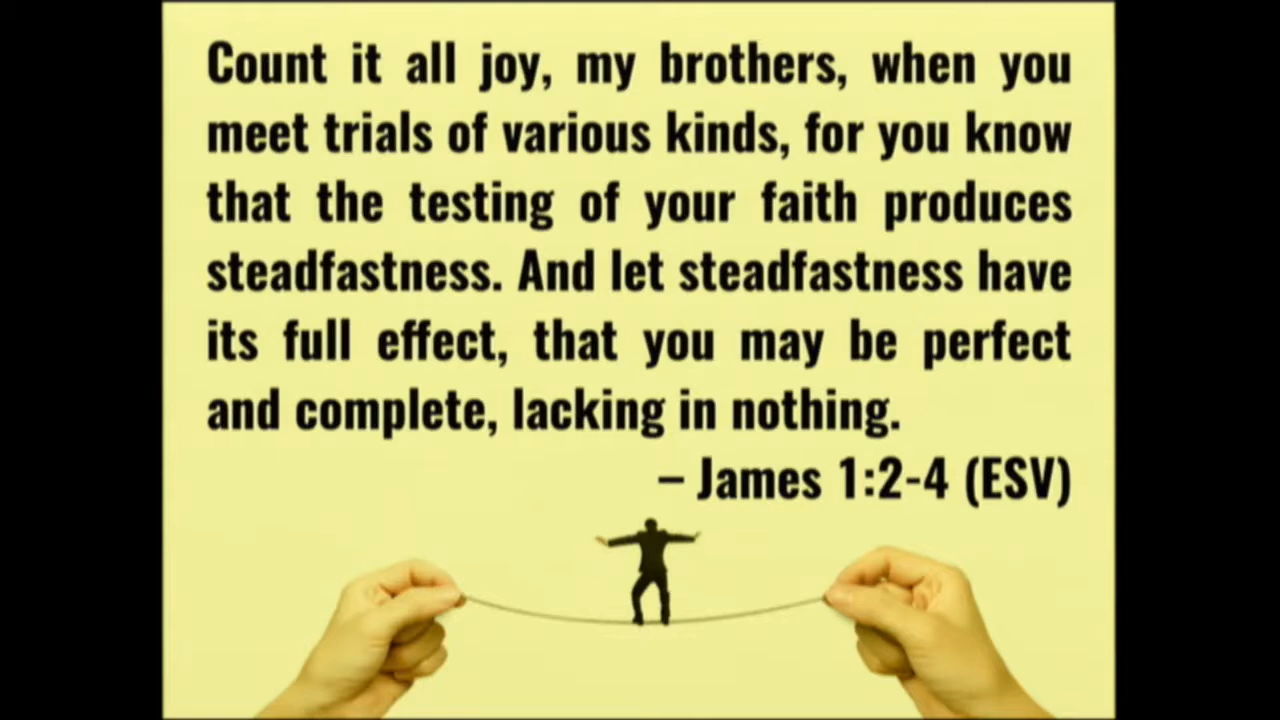 Count it all joy, my brothers, when you
meet trials of various kinds, for you know
that the testing of your faith produces
steadfastness. And let steadfastness have
its full effect, that you may be perfect
and complete, lacking in nothing.
– James 1:2-4 (ESV)